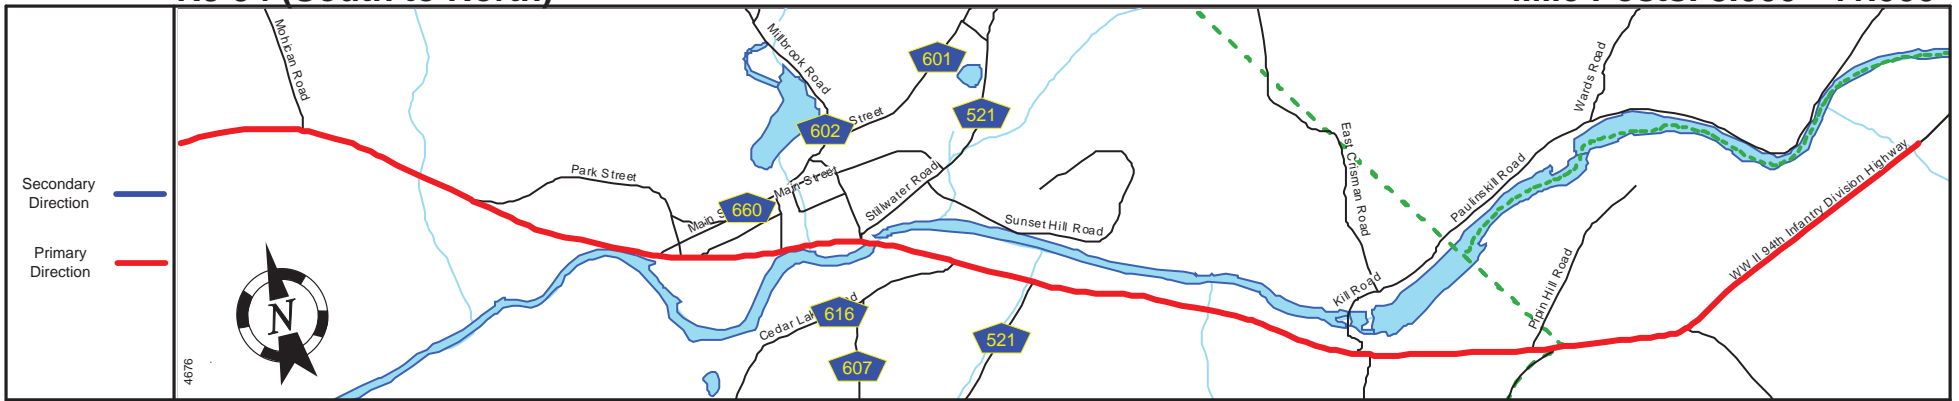 Mohican Road
Millbrook Road
601
521
602
Street
Park Street
Main Street
660
Main S
Stillwater Road
Sunset Hill Road
East Crisman Road
Wards Road
Paulinskill Road
Kill Road
Pipin Hill Road
WW II 94th Infantry Division Highway
Secondary
Direction
Primary
Direction
N
4676
Cedar La
616
607
521